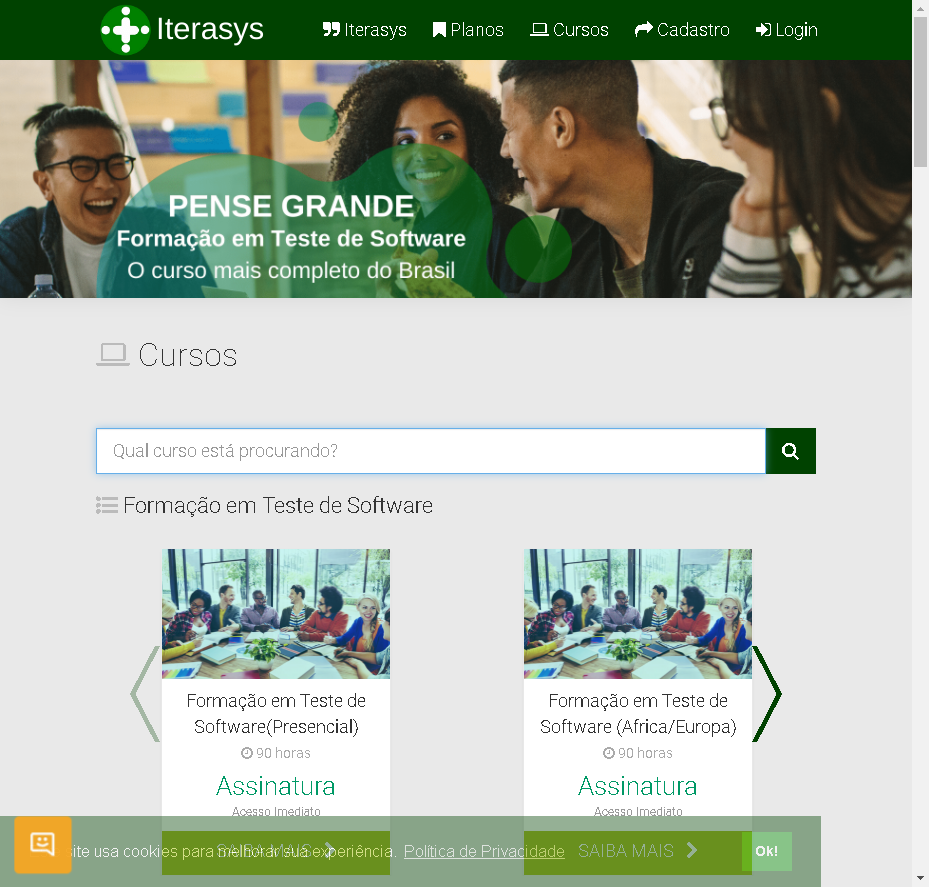 Iterasys
Iterasys
Planos
Cursos
Cadastro
Login
PENSE GRANDE
Formação em Teste de Software
O curso mais completo do Brasil
Cursos
Qual curso está procurando?
Formação em Teste de Software
Formação em Teste de
Software(Presencial)
90 horas
Assinatura
Acesso Imediato
SAIBA MAIS
Formação em Teste de
Software (Africa/Europa)
90 horas
Assinatura
Acesso Imediato
SAIBA MAIS
site usa cookies para melhorar sua experiência. Política de Privacidade
Ok!